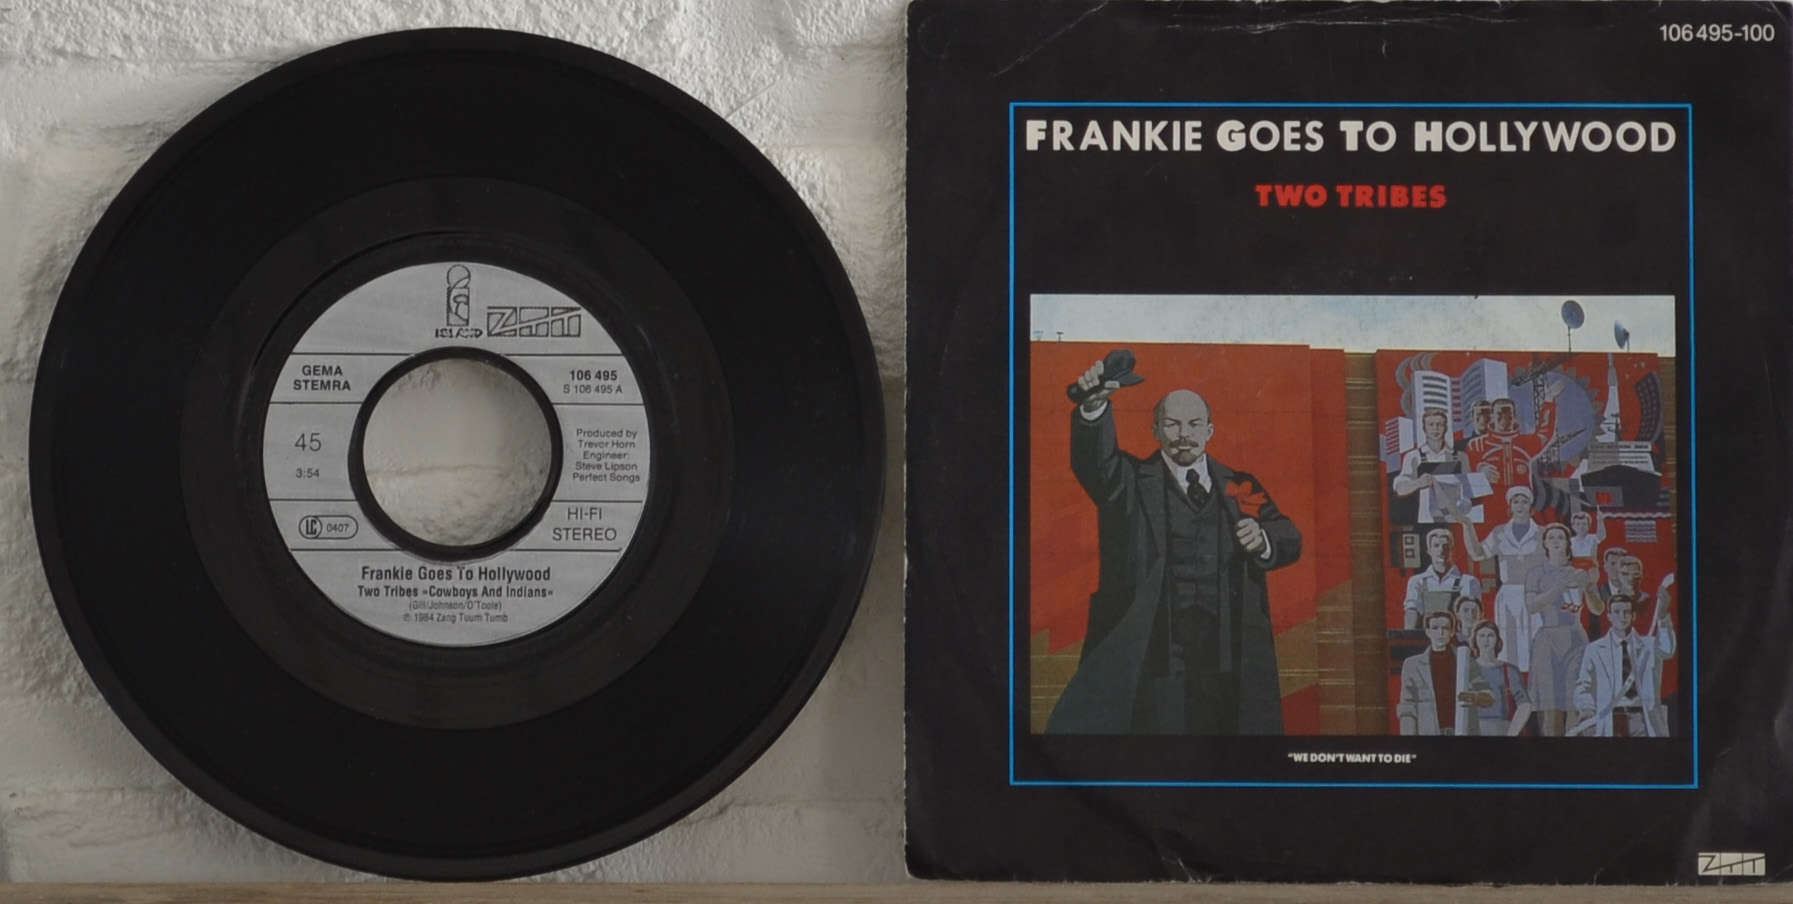 ISLAND ZTT
GEMA
STEMRA
106 495
S 106 495 A
45
3:54
Produced by
Trevor Horn
Engineer:
Steve Lipson
Perfect Songs
LC 0407
HI-FI
STEREO
Frankie Goes To Hollywood
Two Tribes »Cowboys And Indians«
(Gill/Johnson/O'Toole)
℗ 1984 Zang Tuum Tumb
106 495-100
FRANKIE GOES TO HOLLYWOOD
TWO TRIBES
"WE DON'T WANT TO DIE"
ZTT